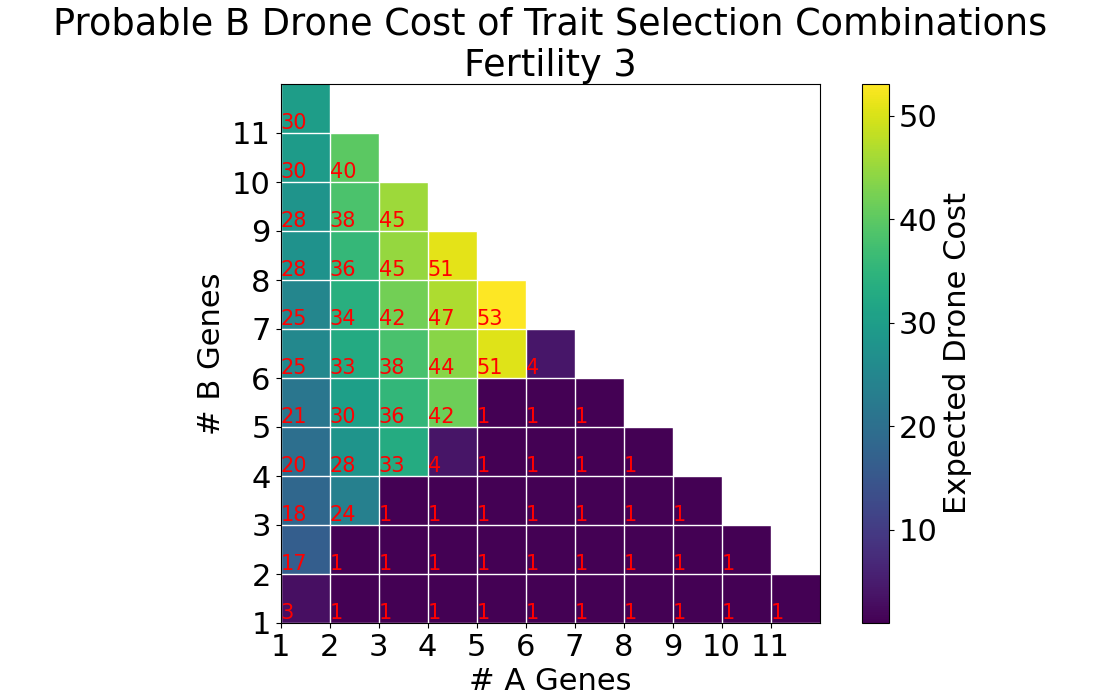 Probable B Drone Cost of Trait Selection Combinations
Fertility 3
30
11
30 40
10
28 38 45
9
28 36 45 51
8
25 34 42 47 53
7
25 33 38 44 51 4
6
21 30 36 42 1 1 1
5
20 28 33 4 1 1 1 1
4
18 24 1 1 1 1 1 1 1
3
17 1 1 1 1 1 1 1 1 1
2
3 1 1 1 1 1 1 1 1 1 1
1
1 2 3 4 5 6 7 8 9 10 11
# A Genes
# B Genes
50
40
30
20
10
Expected Drone Cost